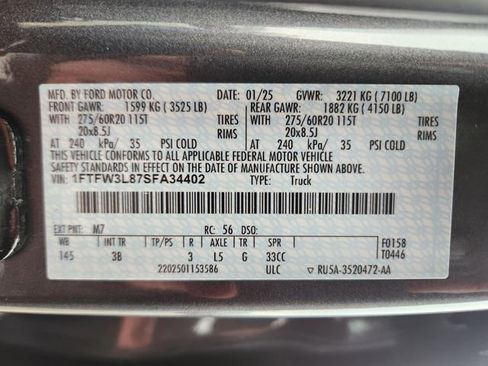 MFD. BY FORD MOTOR CO. DATE: 01/25 GVWR: 3221 KG ( 7100 LB)
FRONT GAWR: 1599 KG ( 3525 LB) REAR GAWR: 1882 KG ( 4150 LB)
WITH 275/60R20 115T TIRES WITH 275/60R20 115T TIRES
20x8.5J RIMS 20x8.5J RIMS
AT 240 kPa/ 35 PSI COLD AT 240 kPa/ 35 PSI COLD
THIS VEHICLE CONFORMS TO ALL APPLICABLE FEDERAL MOTOR VEHICLE
SAFETY STANDARDS IN EFFECT ON THE DATE OF MANUFACTURE SHOWN ABOVE.
1FTFW3L87SFA34402 TYPE: Truck
EXT PNT: M7 RC: 56 DSO:
WB INT TR TP/PS R AXLE TR SPR F0158
145 3B 3 L5 G 33CC T0446
2202501153586 ULC ▽ RU5A-3520472-AA